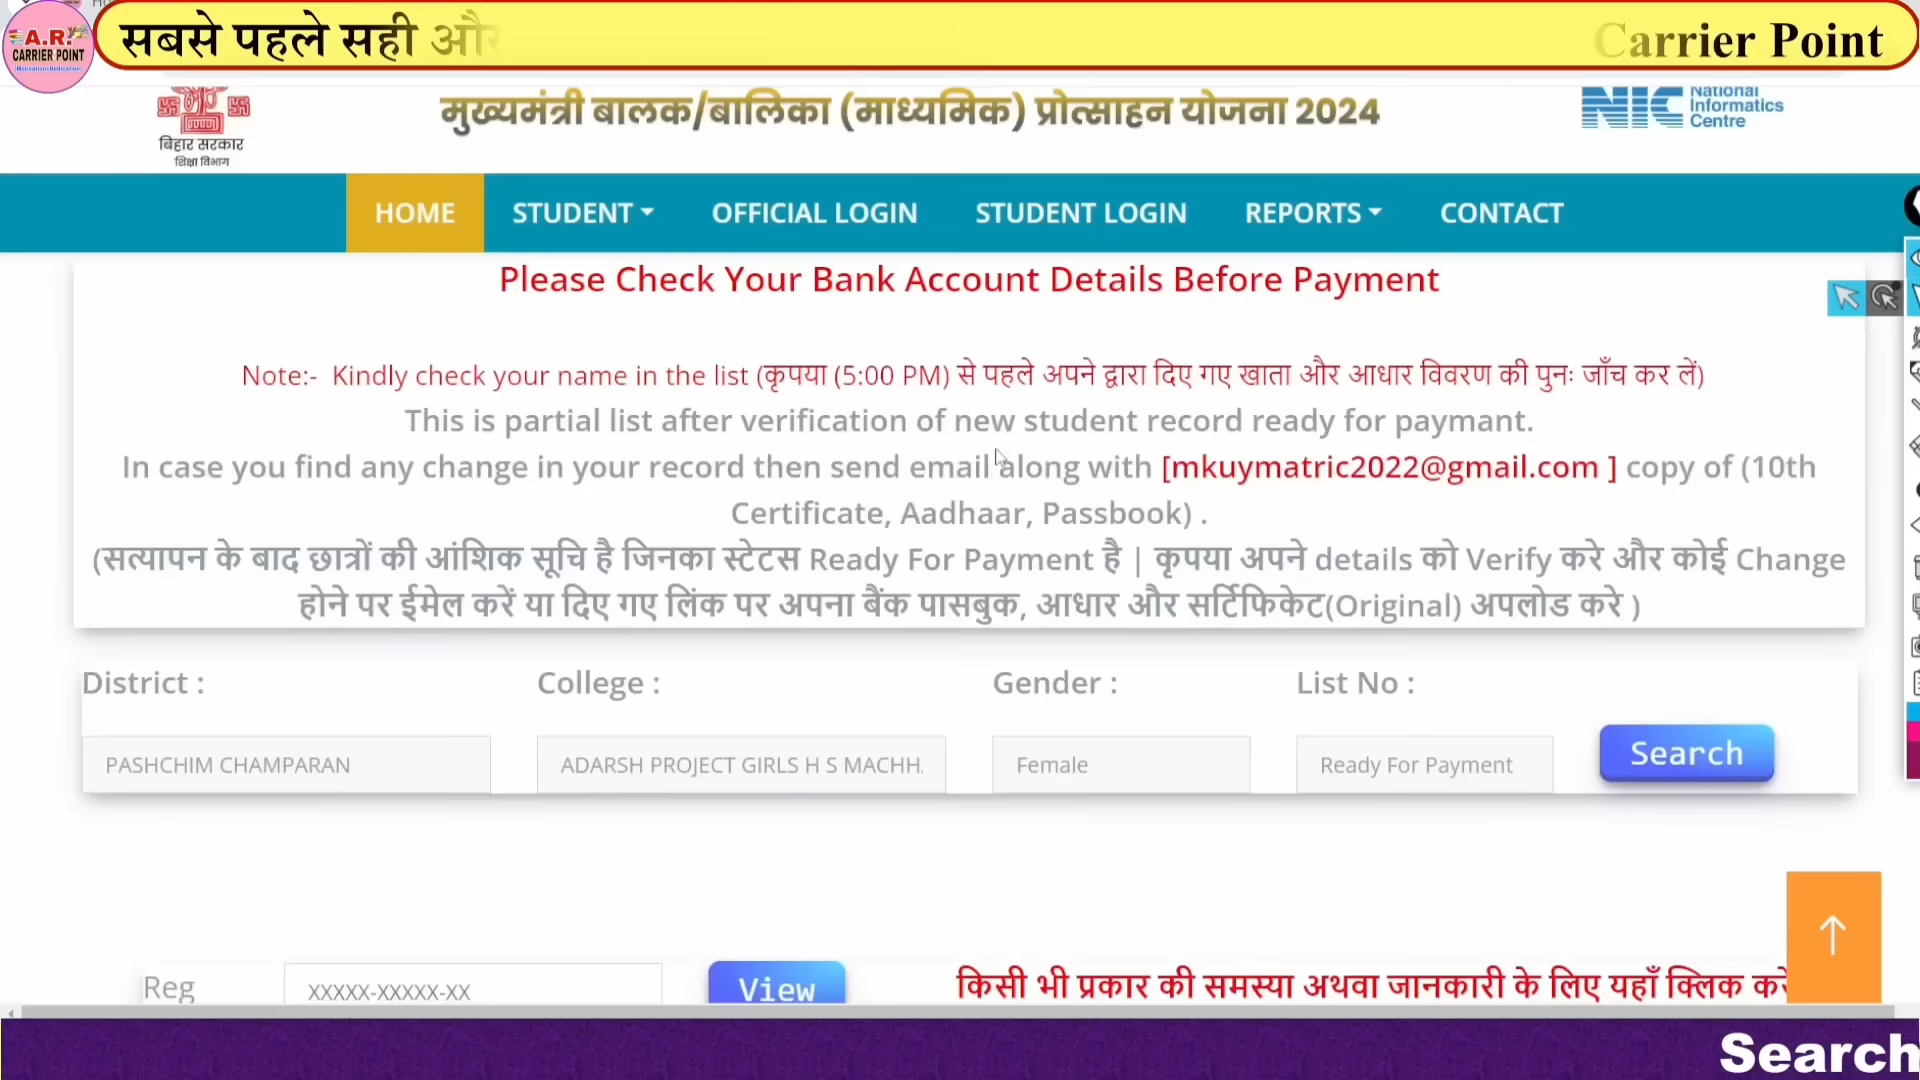 A.R.
CARRIER POINT
सबसे पहले सही
Carrier Point
मुख्यमंत्री बालक/बालिका (माध्यमिक) प्रोत्साहन योजना 2024
बिहार सरकार
शिक्षा विभाग
NIC National
Informatics
Centre
HOME STUDENT OFFICIAL LOGIN STUDENT LOGIN REPORTS CONTACT
Please Check Your Bank Account Details Before Payment
Note:- Kindly check your name in the list (कृपया (5:00 PM) से पहले अपने द्वारा दिए गए खाता और आधार विवरण की पुनः जाँच कर लें)
This is partial list after verification of new student record ready for paymant.
In case you find any change in your record then send email along with [mkuymatric2022@gmail.com ] copy of (10th
Certificate, Aadhaar, Passbook) .
(सत्यापन के बाद छात्रों की आंशिक सूचि है जिनका स्टेटस Ready For Payment है | कृपया अपने details को Verify करे और कोई Change
होने पर ईमेल करें या दिए गए लिंक पर अपना बैंक पासबुक, आधार और सर्टिफिकेट(Original) अपलोड करे )
District : College : Gender : List No :
PASHCHIM CHAMPARAN ADARSH PROJECT GIRLS H S MACHH. Female Ready For Payment Search
Reg XXXXX-XXXXX-XX View किसी भी प्रकार की समस्या अथवा जानकारी के लिए यहाँ क्लिक करे
Search